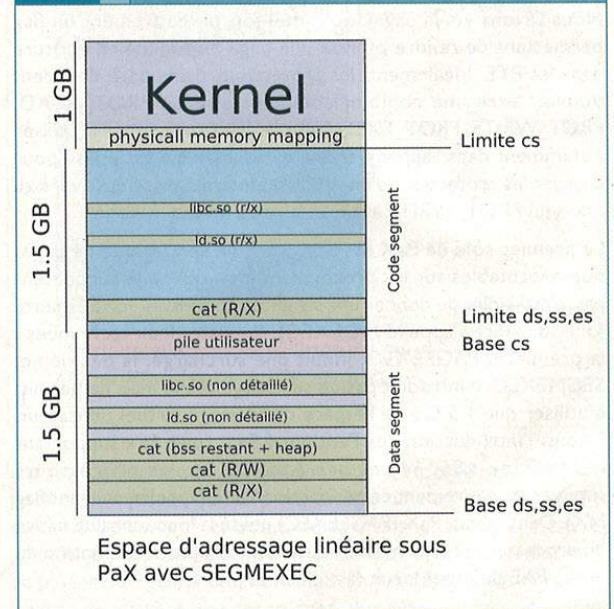 1 GB
Kernel
physicall memory mapping
Limite cs
1.5 GB
libc.so (r/x)
ld.so (r/x)
Code segment
cat (R/X)
Limite ds,ss,es
pile utilisateur
Base cs
1.5 GB
libc.so (non détaillé)
ld.so (non détaillé)
Data segment
cat (bss restant + heap)
cat (R/W)
cat (R/X)
Base ds,ss,es
Espace d'adressage linéaire sous
PaX avec SEGMEXEC